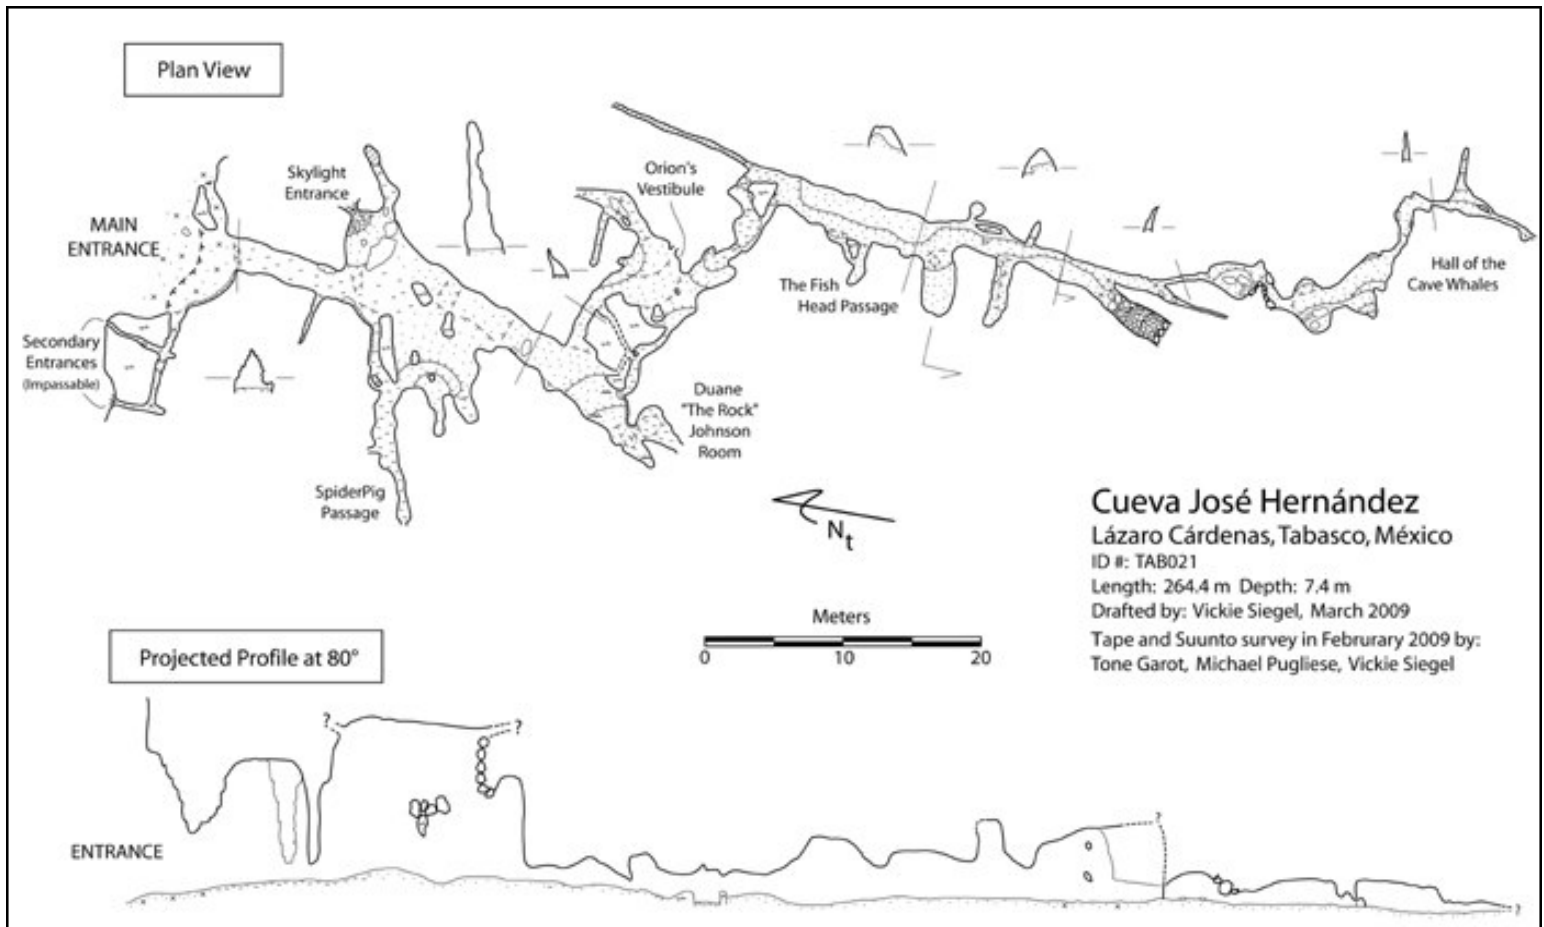 Plan View
Skylight
Entrance
Orion's
Vestibule
MAIN
ENTRANCE
The Fish
Head Passage
Hall of the
Cave Whales
Secondary
Entrances
(Impassable)
Duane
"The Rock"
Johnson
Room
SpiderPig
Passage
Nt
Cueva José Hernández
Lázaro Cárdenas, Tabasco, México
ID #: TAB021
Length: 264.4 m Depth: 7.4 m
Drafted by: Vickie Siegel, March 2009
Tape and Suunto survey in Februrary 2009 by:
Tone Garot, Michael Pugliese, Vickie Siegel
Meters
0 10 20
Projected Profile at 80°
? ?
?
ENTRANCE
?